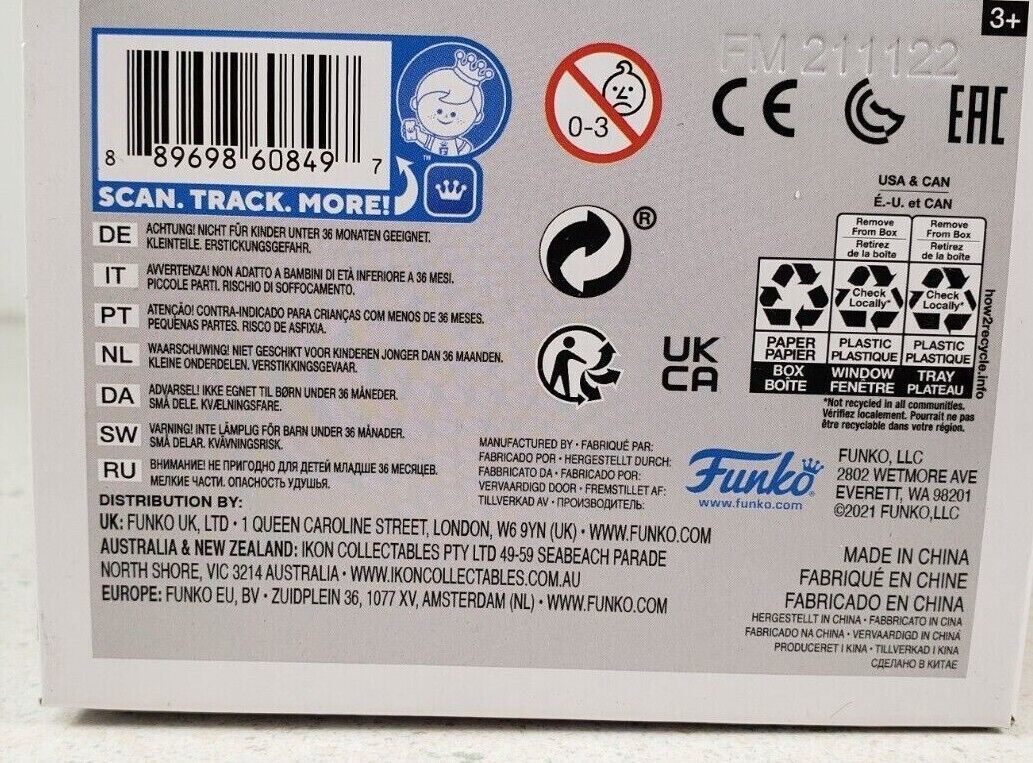 3+
FM 211122
CE
EAC
0-3
8 89698 60849 7
™
SCAN. TRACK. MORE!
DE ACHTUNG! NICHT FÜR KINDER UNTER 36 MONATEN GEEIGNET.
KLEINTEILE. ERSTICKUNGSGEFAHR.
IT AVVERTENZA! NON ADATTO A BAMBINI DI ETÀ INFERIORE A 36 MESI.
PICCOLE PARTI. RISCHIO DI SOFFOCAMENTO.
PT ATENÇÃO! CONTRA-INDICADO PARA CRIANÇAS COM MENOS DE 36 MESES.
PEQUENAS PARTES. RISCO DE ASFIXIA.
NL WAARSCHUWING! NIET GESCHIKT VOOR KINDEREN JONGER DAN 36 MAANDEN.
KLEINE ONDERDELEN. VERSTIKKINGSGEVAAR.
DA ADVARSEL! IKKE EGNET TIL BØRN UNDER 36 MÅNEDER.
SMÅ DELE. KVÆLNINGSFARE.
SW VARNING! INTE LÄMPLIG FÖR BARN UNDER 36 MÅNADER.
SMÅ DELAR. KVÄVNINGSRISK.
RU ВНИМАНИЕ! НЕ ПРИГОДНО ДЛЯ ДЕТЕЙ МЛАДШЕ 36 МЕСЯЦЕВ.
МЕЛКИЕ ЧАСТИ. ОПАСНОСТЬ УДУШЬЯ.
®
UK
CA
USA & CAN
É.-U. et CAN
Remove From Box
Retirez de la boîte
Remove From Box
Retirez de la boîte
Check Locally*
Check Locally*
PAPER
PAPIER
PLASTIC
PLASTIQUE
PLASTIC
PLASTIQUE
BOX
BOÎTE
WINDOW
FENÊTRE
TRAY
PLATEAU
how2recycle.info
*Not recycled in all communities.
Vérifiez localement. Pourrait ne pas
être recyclable dans votre région.
MANUFACTURED BY • FABRIQUÉ PAR:
FABRICADO POR • HERGESTELLT DURCH:
FABBRICATO DA • FABRICADO POR:
VERVAARDIGD DOOR • FREMSTILLET AF:
TILLVERKAD AV • ПРОИЗВОДИТЕЛЬ:
Funko
www.funko.com
FUNKO, LLC
2802 WETMORE AVE
EVERETT, WA 98201
©2021 FUNKO,LLC
DISTRIBUTION BY:
UK: FUNKO UK, LTD • 1 QUEEN CAROLINE STREET, LONDON, W6 9YN (UK) • WWW.FUNKO.COM
AUSTRALIA & NEW ZEALAND: IKON COLLECTABLES PTY LTD 49-59 SEABEACH PARADE
NORTH SHORE, VIC 3214 AUSTRALIA • WWW.IKONCOLLECTABLES.COM.AU
EUROPE: FUNKO EU, BV • ZUIDPLEIN 36, 1077 XV, AMSTERDAM (NL) • WWW.FUNKO.COM
MADE IN CHINA
FABRIQUÉ EN CHINE
FABRICADO EN CHINA
HERGESTELLT IN CHINA • FABBRICATO IN CINA
FABRICADO NA CHINA • VERVAARDIGD IN CHINA
PRODUCERET I KINA • TILLVERKAD I KINA
СДЕЛАНО В КИТАЕ